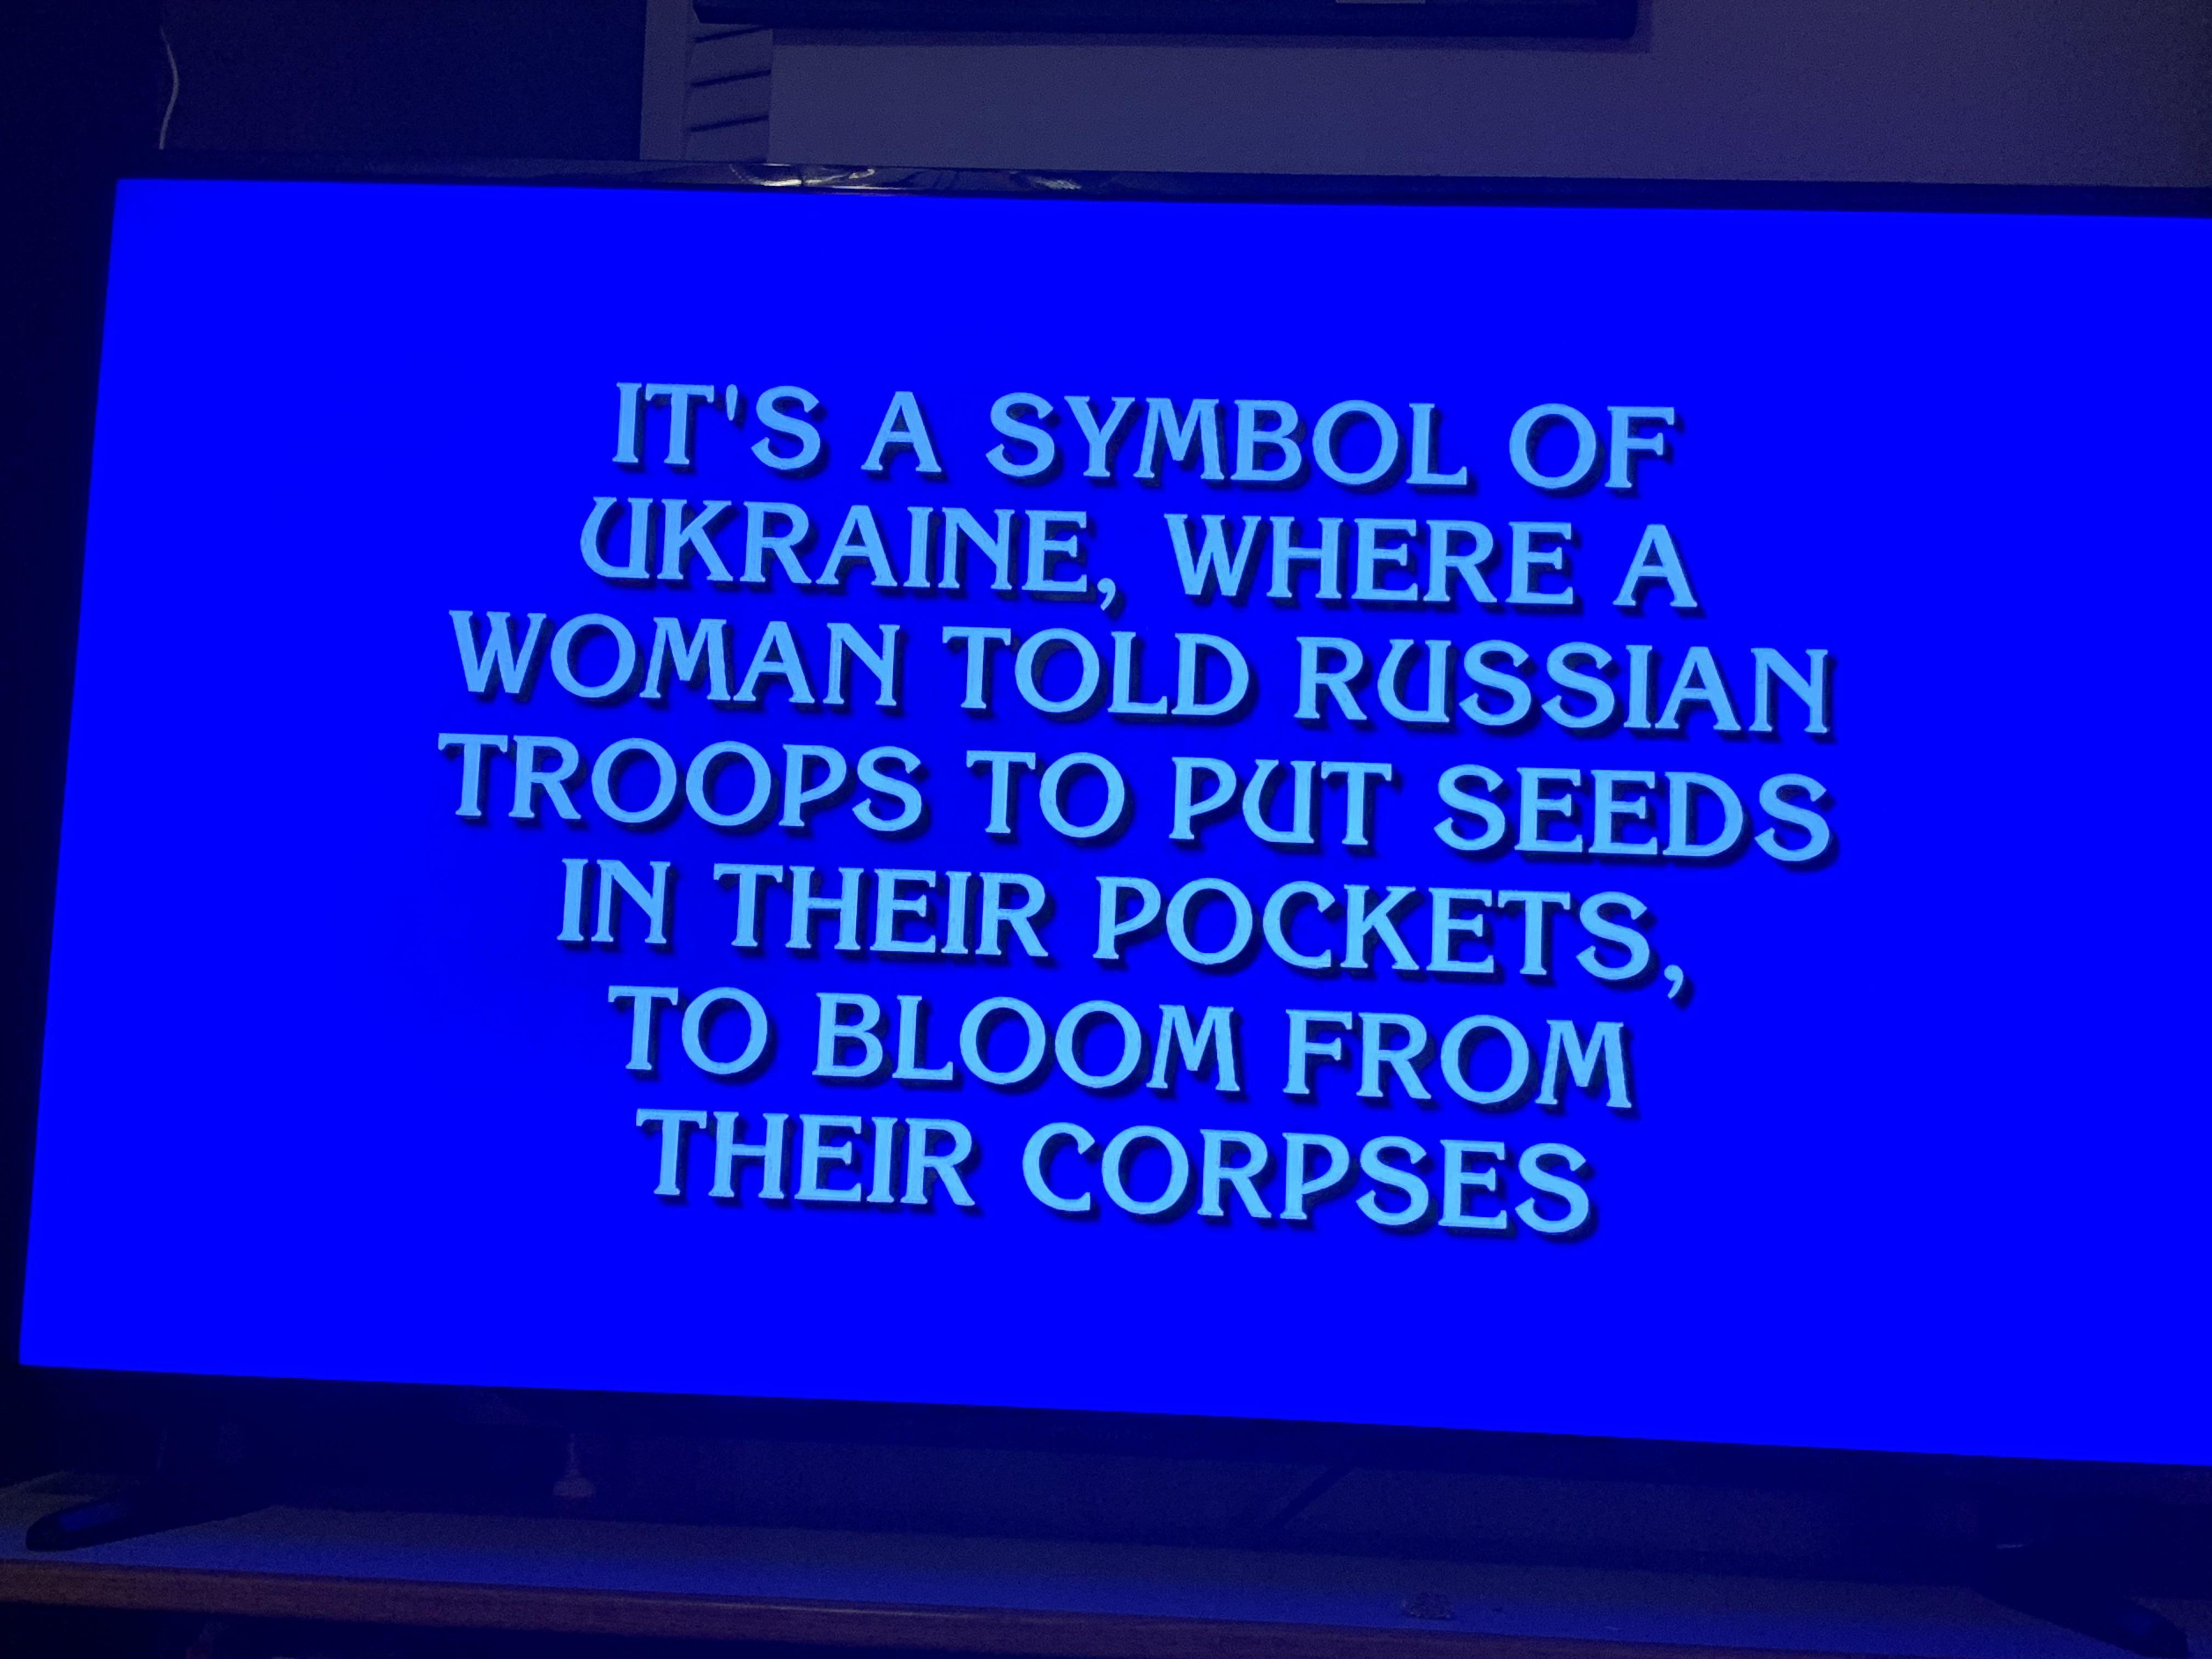 IT'S A SYMBOL OF
UKRAINE, WHERE A
WOMAN TOLD RUSSIAN
TROOPS TO PUT SEEDS
IN THEIR POCKETS,
TO BLOOM FROM
THEIR CORPSES